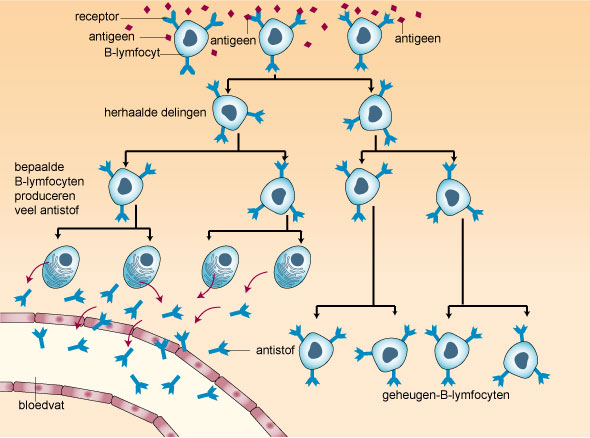 receptor
antigeen
B-lymfocyt
antigeen
antigeen
herhaalde delingen
bepaalde
B-lymfocyten
produceren
veel antistof
antistof
geheugen-B-lymfocyten
bloedvat